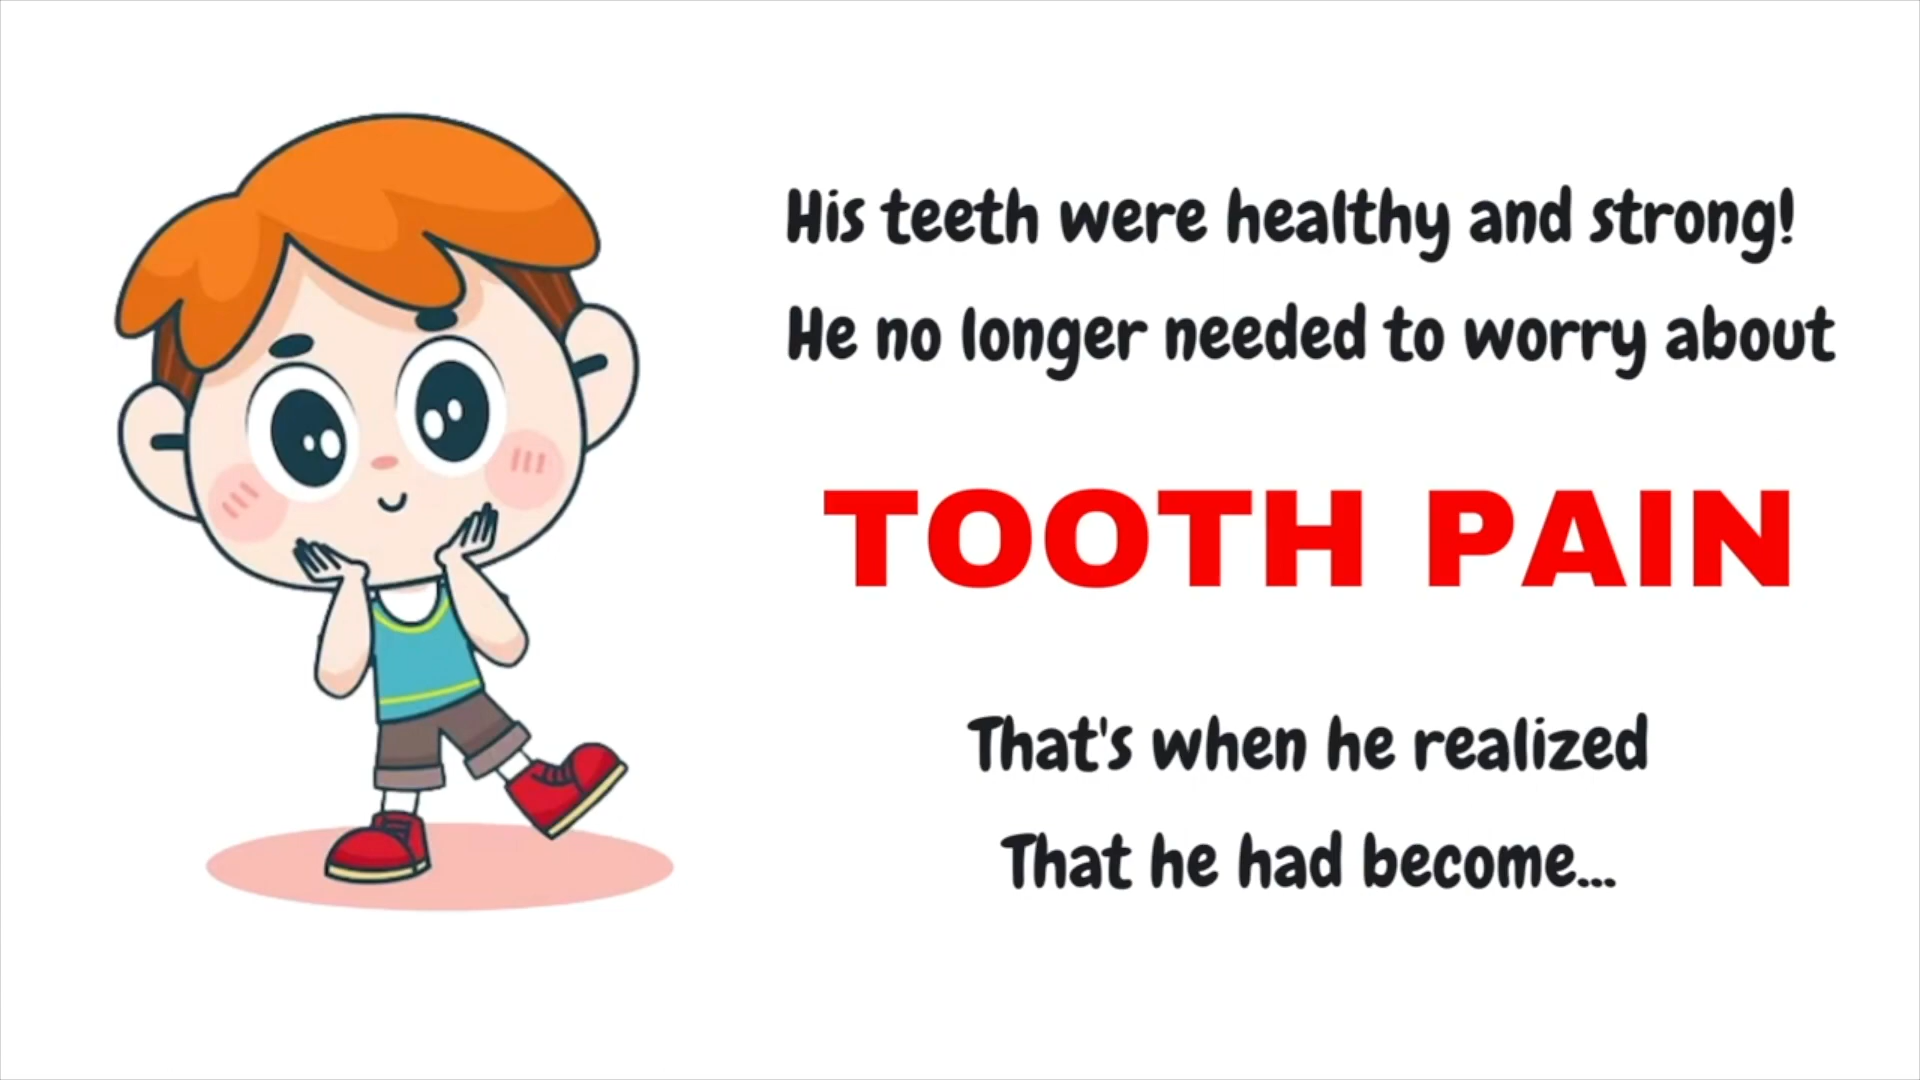 His teeth were healthy and strong!
He no longer needed to worry about
TOOTH PAIN
That's when he realized
That he had become...